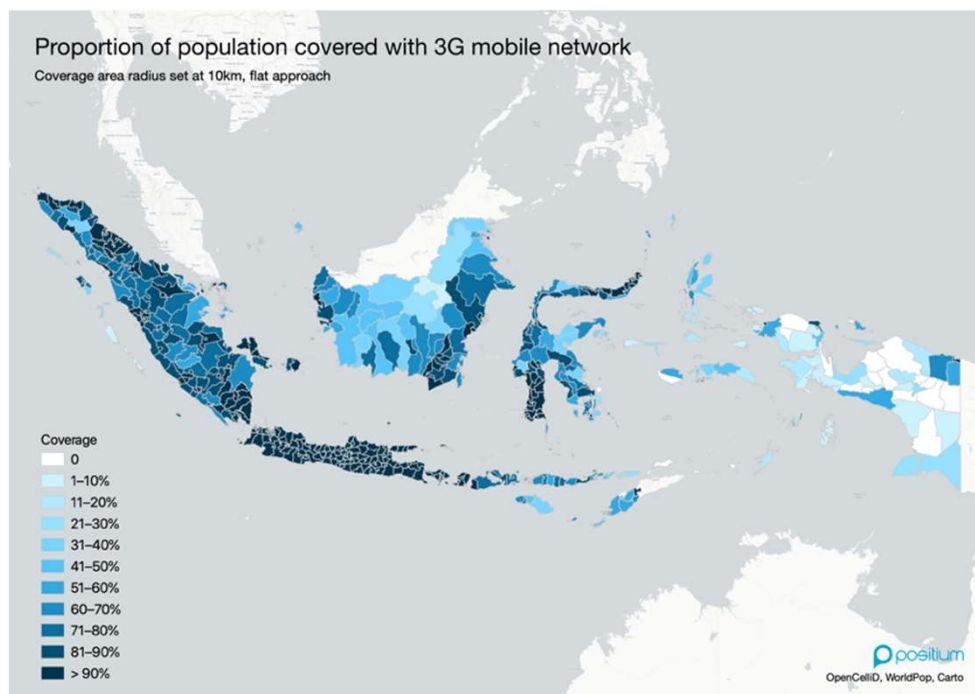 Proportion of population covered with 3G mobile network
Coverage area radius set at 10km, flat approach
Coverage
0
1–10%
11–20%
21–30%
31–40%
41–50%
51–60%
60–70%
71–80%
81–90%
> 90%
positium
OpenCelliD, WorldPop, Carto